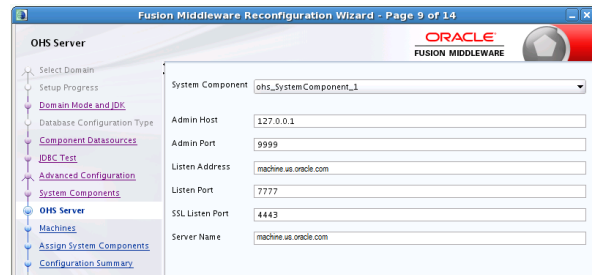 Fusion Middleware Reconfiguration Wizard - Page 9 of 14
OHS Server
ORACLE
FUSION MIDDLEWARE
Select Domain
Setup Progress
Domain Mode and JDK
Database Configuration Type
Component Datasources
JDBC Test
Advanced Configuration
System Components
OHS Server
Machines
Assign System Components
Configuration Summary
System Component ohs_SystemComponent_1
Admin Host 127.0.0.1
Admin Port 9999
Listen Address machine.us.oracle.com
Listen Port 7777
SSL Listen Port 4443
Server Name machine.us.oracle.com